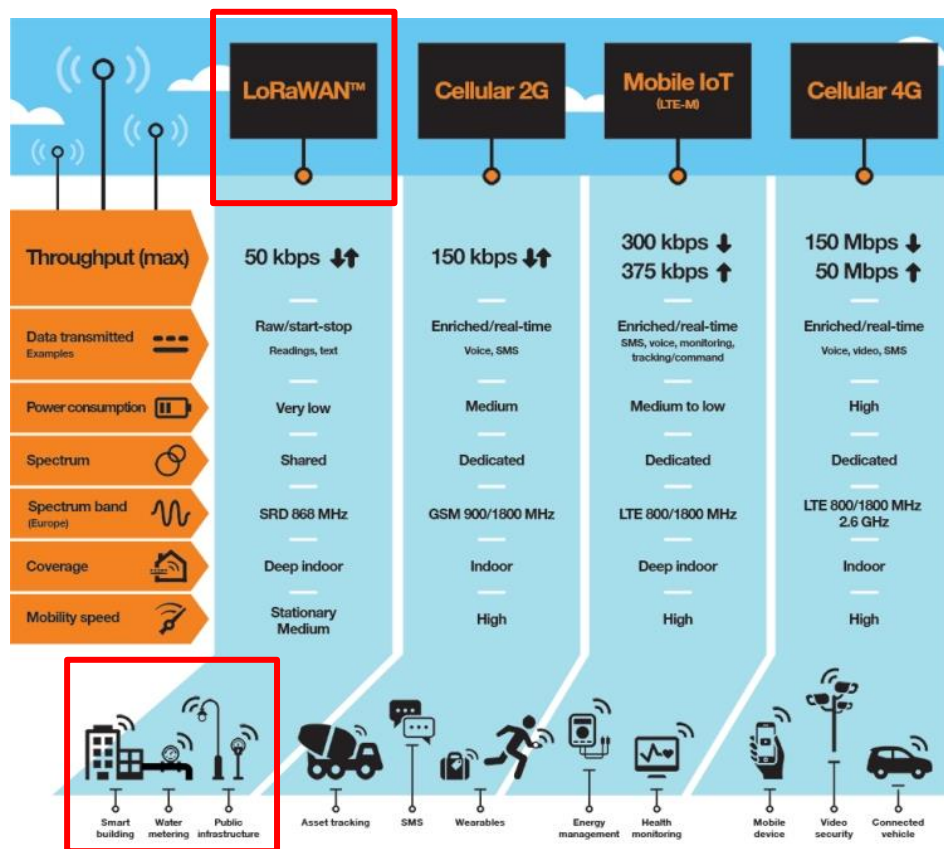 LoRaWAN™
Cellular 2G
Mobile IoT
(LTE-M)
Cellular 4G
Throughput (max)
50 kbps
150 kbps
300 kbps
375 kbps
150 Mbps
50 Mbps
Data transmitted
Examples
Raw/start-stop
Readings, text
Enriched/real-time
Voice, SMS
Enriched/real-time
SMS, voice, monitoring,
tracking/command
Enriched/real-time
Voice, video, SMS
Power consumption
Very low
Medium
Medium to low
High
Spectrum
Shared
Dedicated
Dedicated
Dedicated
Spectrum band
(Europe)
SRD 868 MHz
GSM 900/1800 MHz
LTE 800/1800 MHz
LTE 800/1800 MHz
2.6 GHz
Coverage
Deep indoor
Indoor
Deep indoor
Indoor
Mobility speed
Stationary
Medium
High
High
High
Smart
building
Water
metering
Public
infrastructure
Asset tracking
SMS
Wearables
Energy
management
Health
monitoring
Mobile
device
Video
security
Connected
vehicle